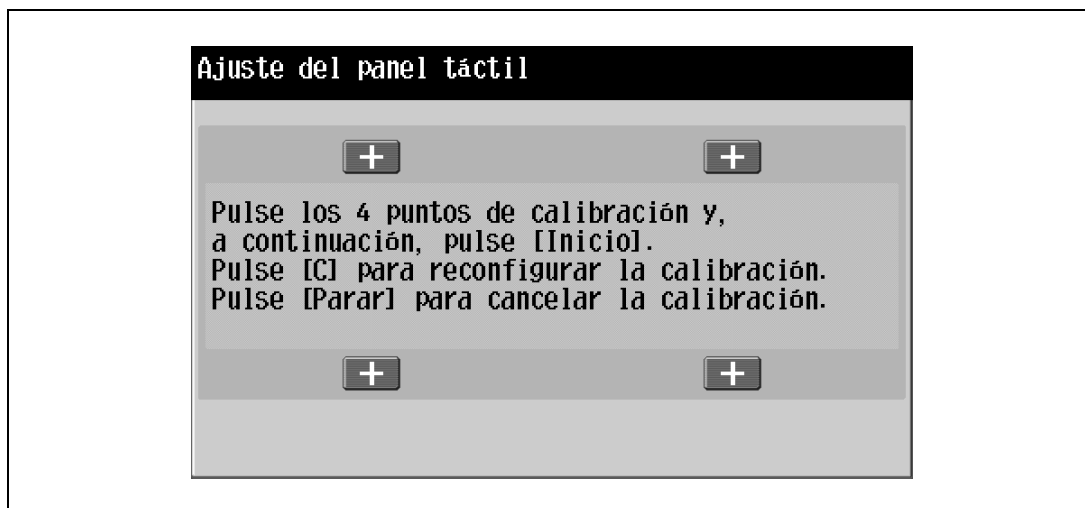 Ajuste del panel táctil
Pulse los 4 puntos de calibración y,
a continuación, pulse [Inicio].
Pulse [C] para reconfigurar la calibración.
Pulse [Parar] para cancelar la calibración.